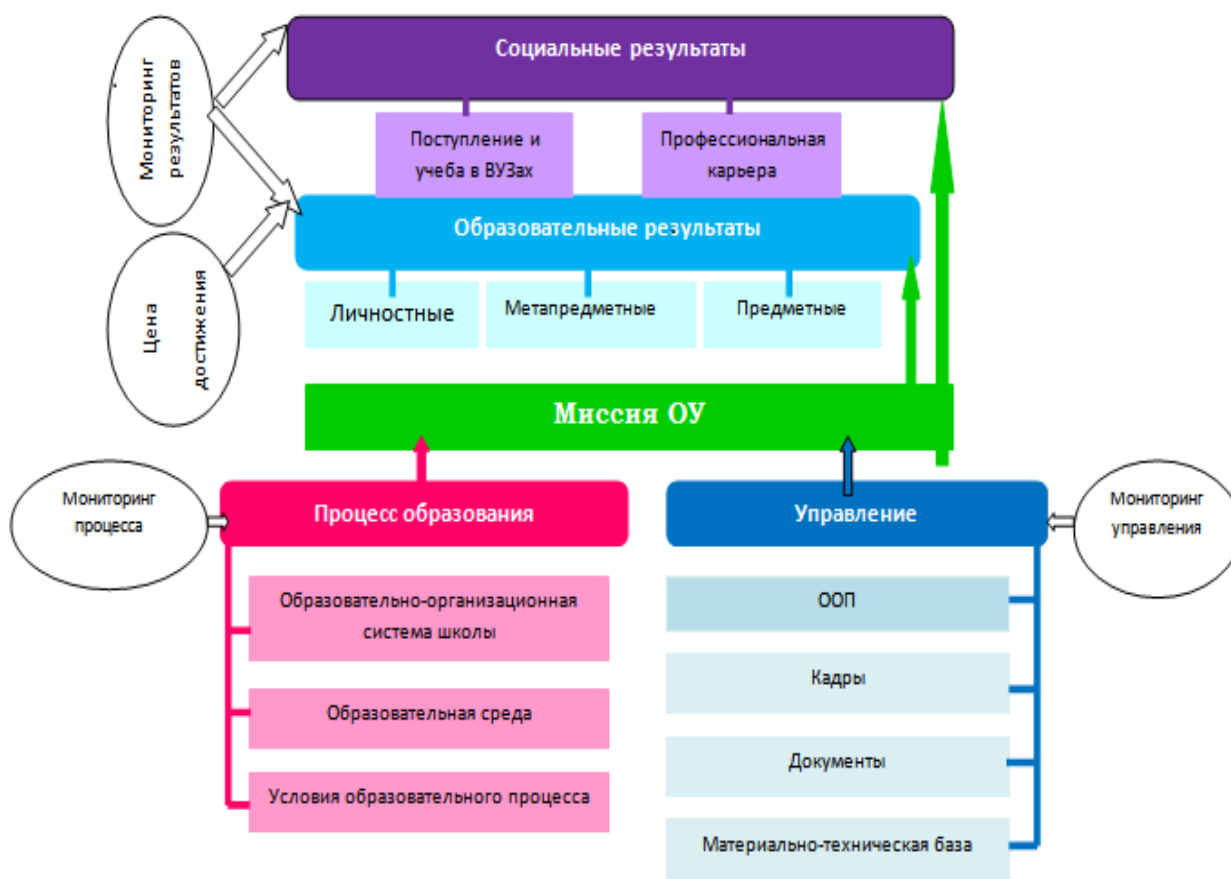 Социальные результаты
Мониторинг
результатов
Поступление и
учеба в ВУЗах
Профессиональная
карьера
Образовательные результаты
Цена
достижения
Личностные
Метапредметные
Предметные
Миссия ОУ
Мониторинг
процесса
Процесс образования
Управление
Мониторинг
управления
Образовательно-организационная
система школы
ООП
Кадры
Образовательная среда
Документы
Условия образовательного процесса
Материально-техническая база